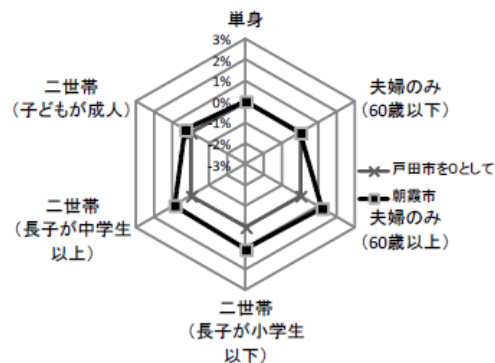 単身
3%
2%
1%
0%
-1%
-2%
-3%
夫婦のみ
（60歳以下）
夫婦のみ
（60歳以上）
二世帯
（長子が小学生
以下）
二世帯
（長子が中学生
以上）
二世帯
（子どもが成人）
戸田市を0として
朝霞市